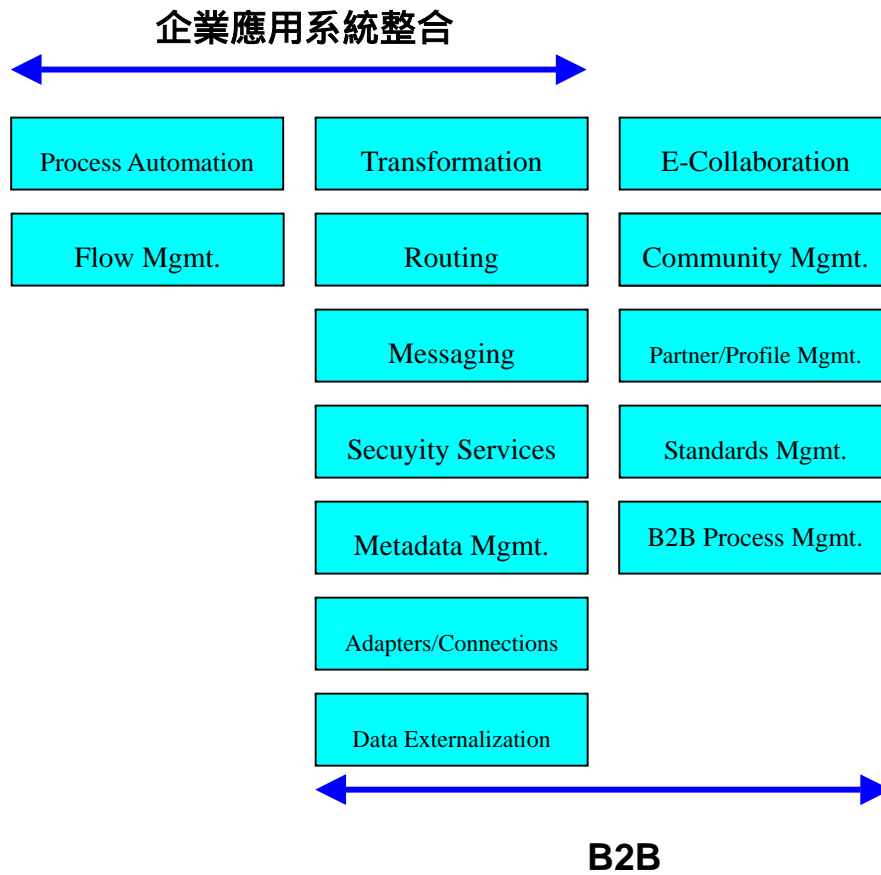 企業應用系統整合
Process Automation
Transformation
E-Collaboration
Flow Mgmt.
Routing
Community Mgmt.
Messaging
Partner/Profile Mgmt.
Secuyity Services
Standards Mgmt.
Metadata Mgmt.
B2B Process Mgmt.
Adapters/Connections
Data Externalization
B2B